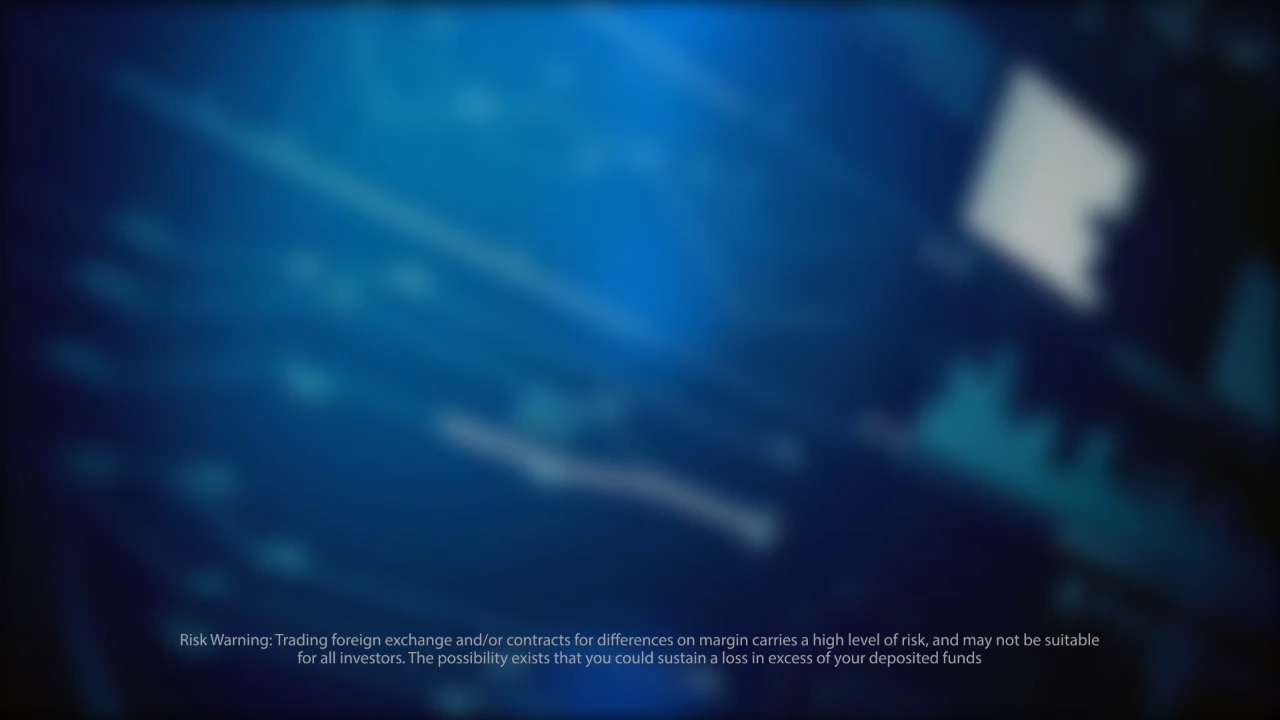 Risk Warning: Trading foreign exchange and/or contracts for differences on margin carries a high level of risk, and may not be suitable
for all investors. The possibility exists that you could sustain a loss in excess of your deposited funds